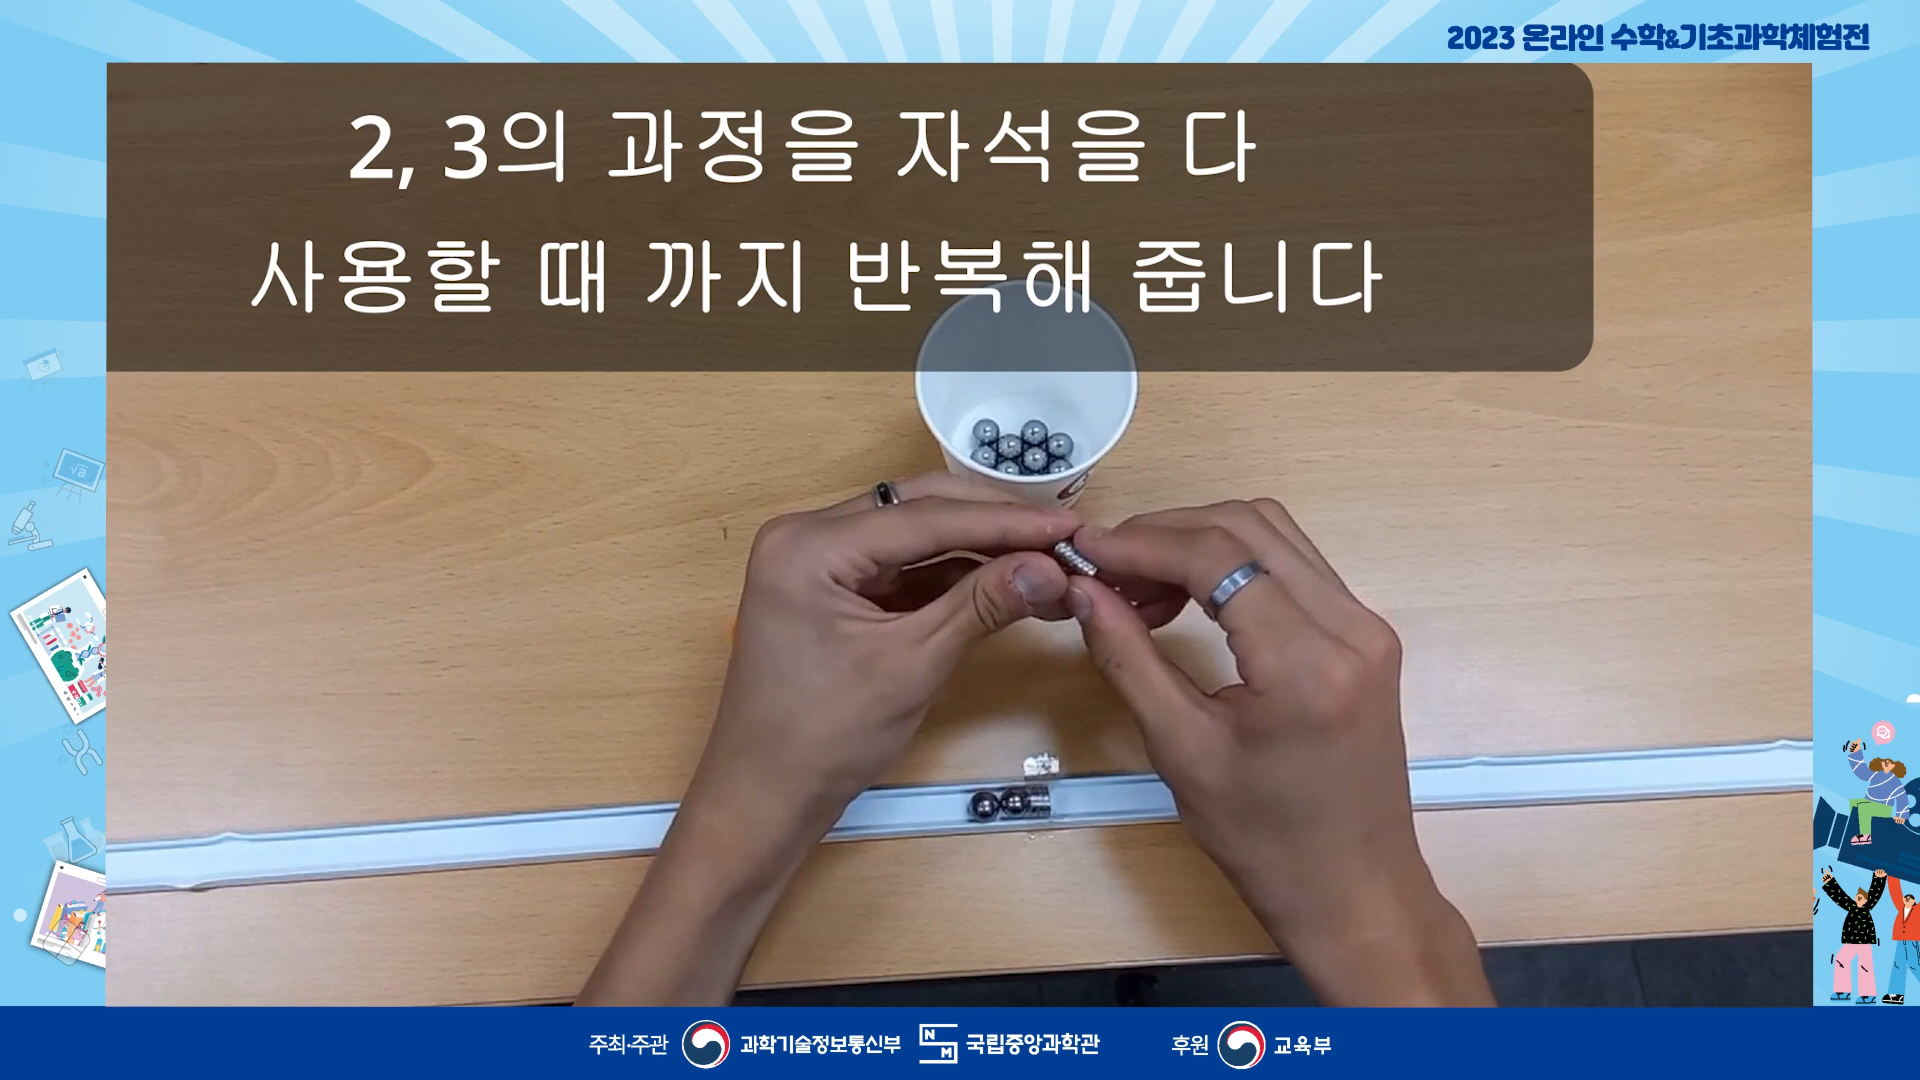 2023 온라인 수학&기초과학체험전
2, 3의 과정을 자석을 다
사용할 때 까지 반복해 줍니다
주최·주관 과학기술정보통신부 NSM 국립중앙과학관 후원 교육부